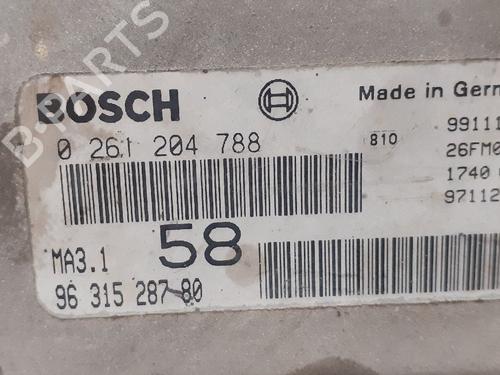 B-PARTS
BOSCH
Made in Germ
0 261 204 788
810
99111
26FM0
1740
97112
58
MA3.1
96 315 287 80